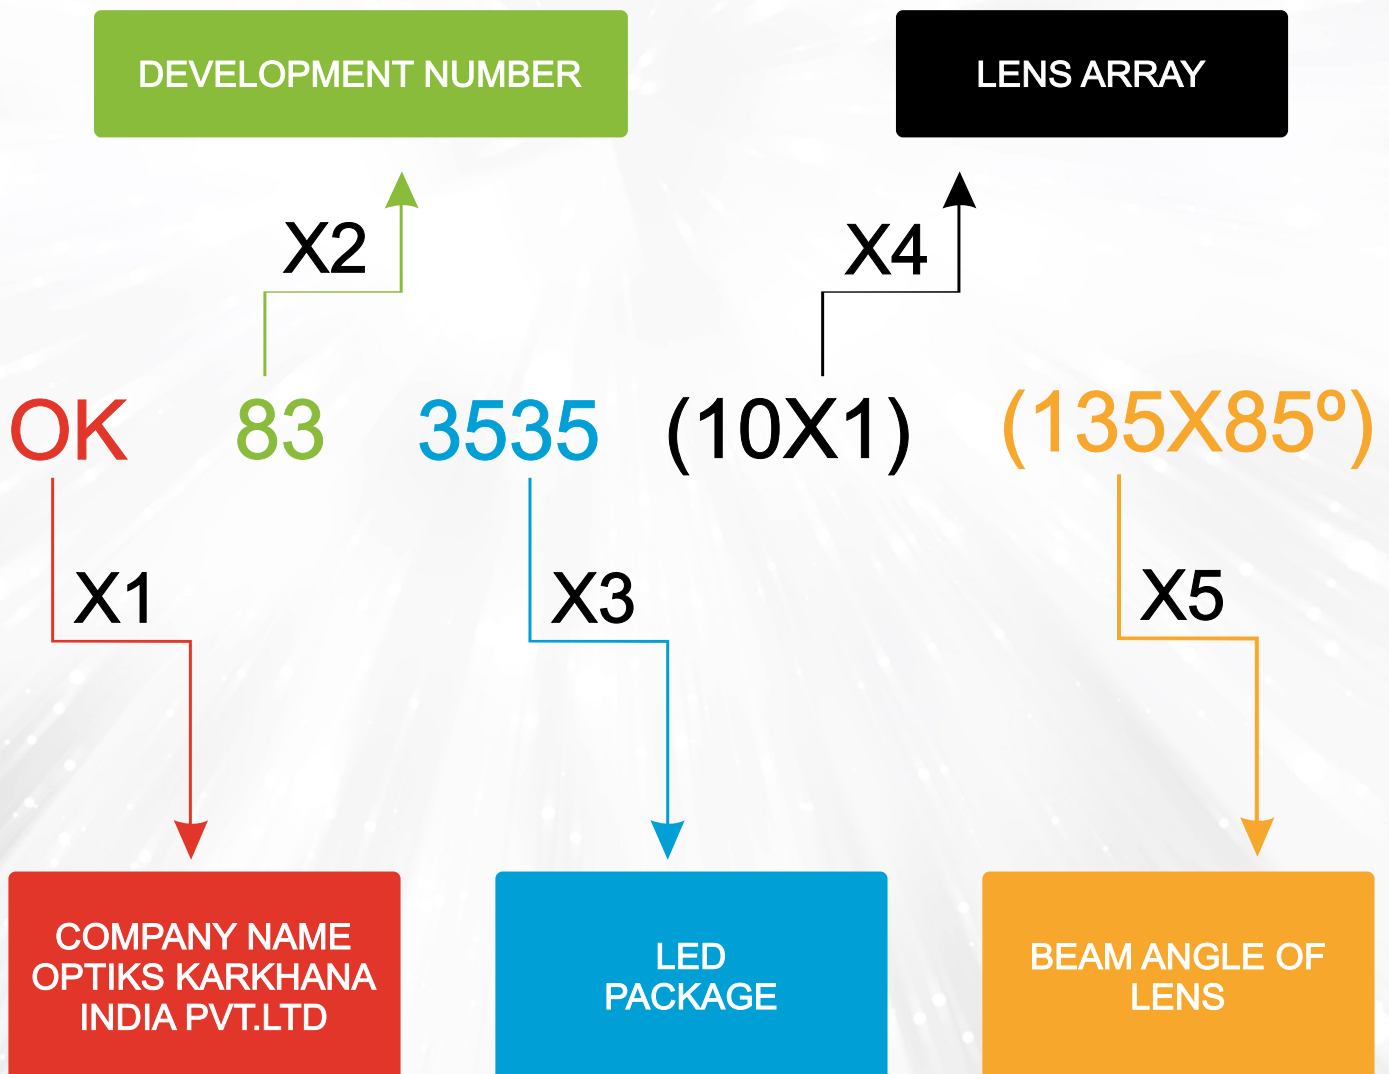 DEVELOPMENT NUMBER
LENS ARRAY
X2
X4
OK 83 3535 (10X1) (135X85º)
X1
X3
X5
COMPANY NAME
OPTIKS KARKHANA
INDIA PVT.LTD
LED
PACKAGE
BEAM ANGLE OF
LENS